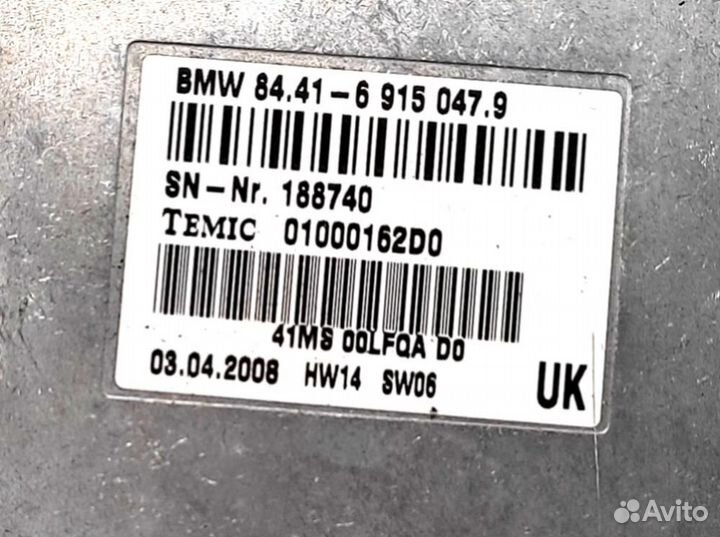 BMW 84.41-6 915 047.9
SN-Nr. 188740
TEMIC 01000162D0
41MS 00LFQA D0
03.04.2008 HW14 SW06
UK
Avito